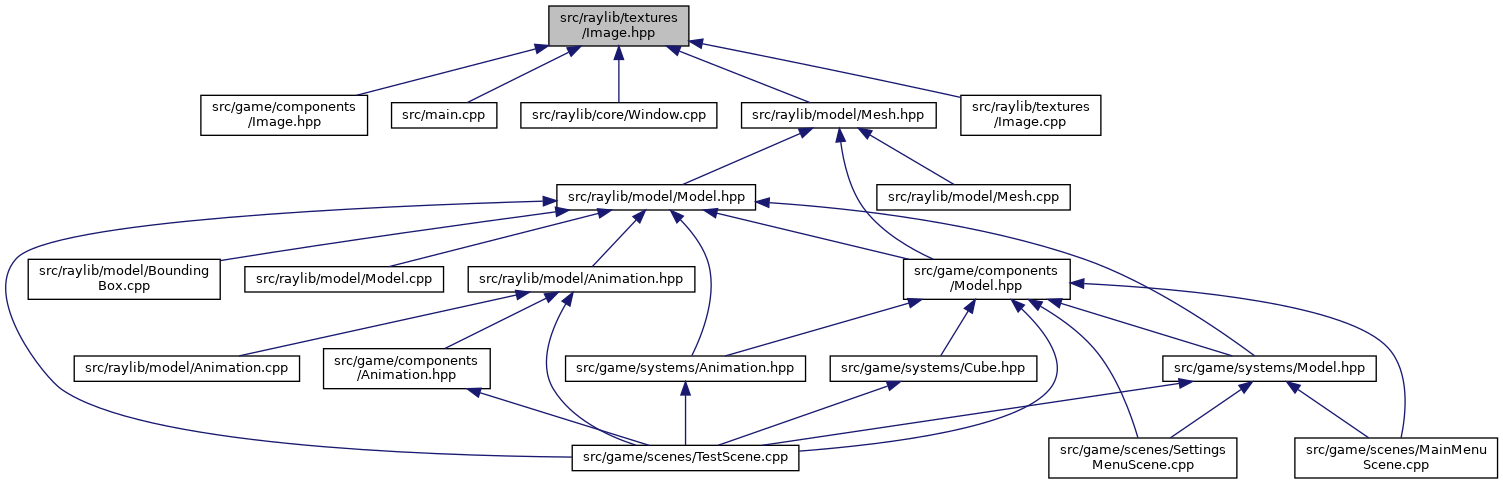 src/raylib/textures
/Image.hpp
src/game/components
/Image.hpp
src/main.cpp
src/raylib/core/Window.cpp
src/raylib/model/Mesh.hpp
src/raylib/textures
/Image.cpp
src/raylib/model/Model.hpp
src/raylib/model/Mesh.cpp
src/raylib/model/Bounding
Box.cpp
src/raylib/model/Model.cpp
src/raylib/model/Animation.hpp
src/game/components
/Model.hpp
src/raylib/model/Animation.cpp
src/game/components
/Animation.hpp
src/game/systems/Animation.hpp
src/game/systems/Cube.hpp
src/game/systems/Model.hpp
src/game/scenes/TestScene.cpp
src/game/scenes/Settings
MenuScene.cpp
src/game/scenes/MainMenu
Scene.cpp